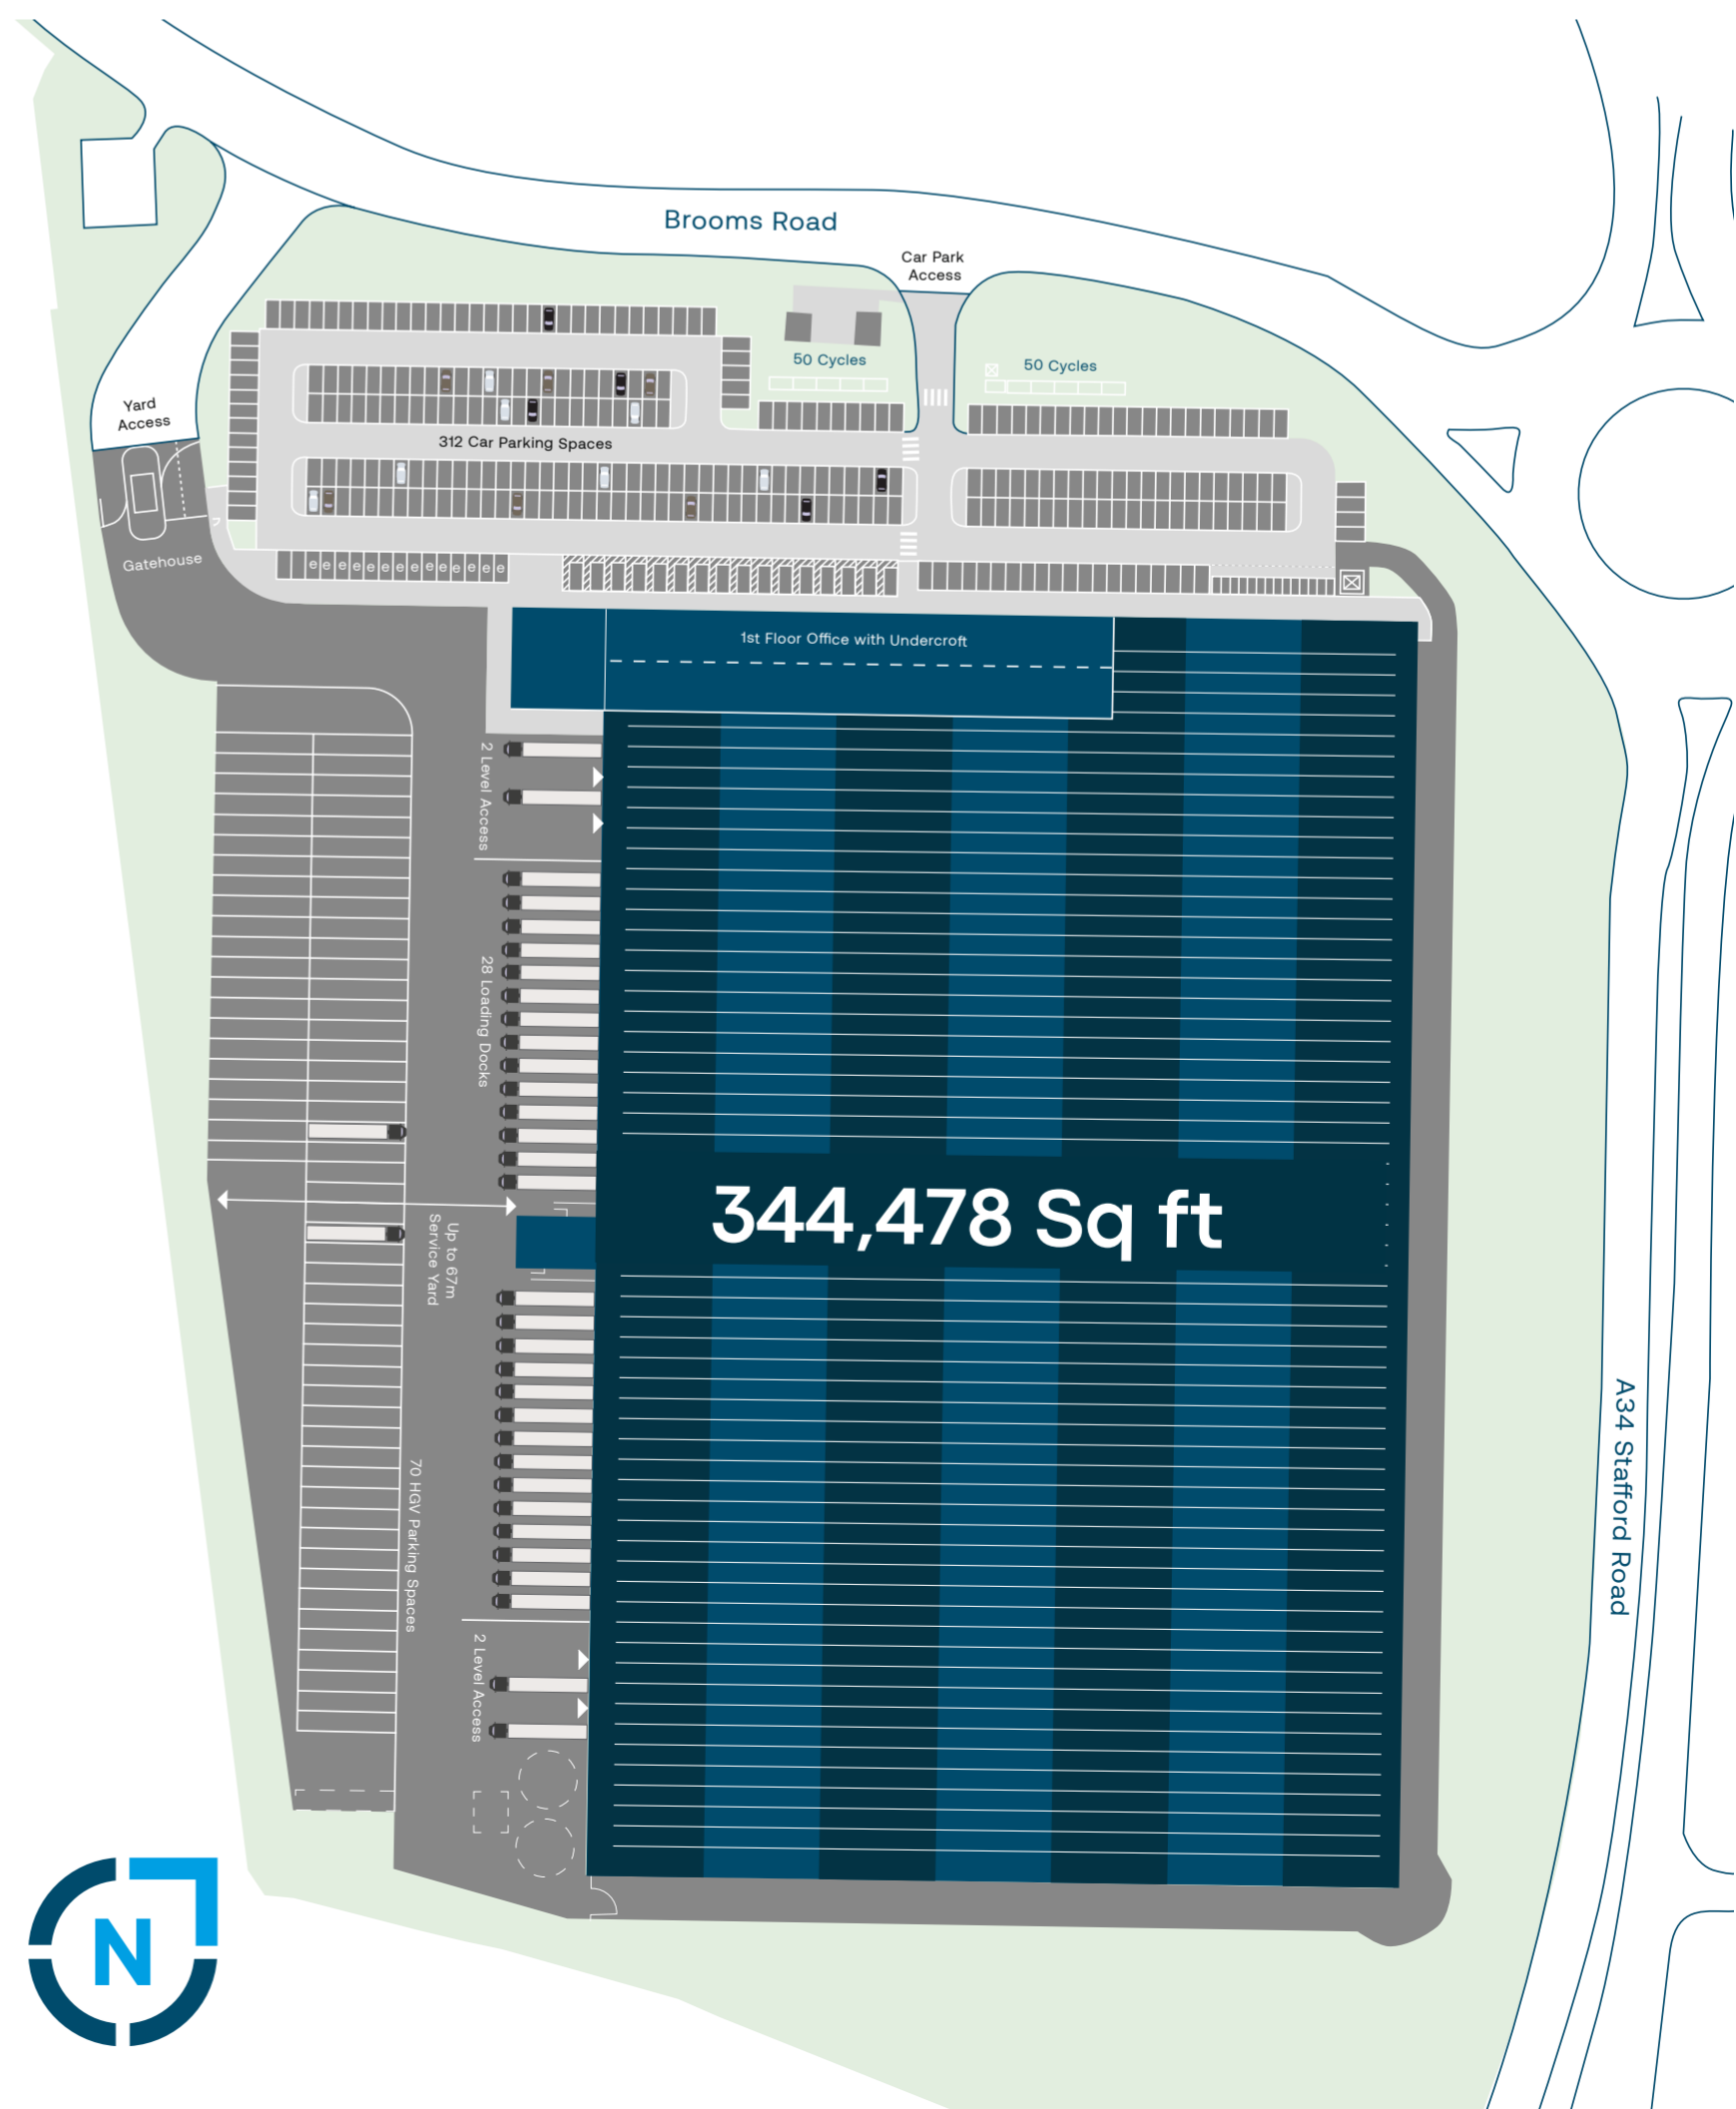 Brooms Road
Car Park
Access
50 Cycles
50 Cycles
Yard
Access
312 Car Parking Spaces
Gatehouse
e e e e e e e e e e e e e e
1st Floor Office with Undercroft
2 Level Access
28 Loading Docks
344,478 Sq ft
Up to 67m
Service Yard
A34 Stafford Road
70 HGV Parking Spaces
2 Level Access
N